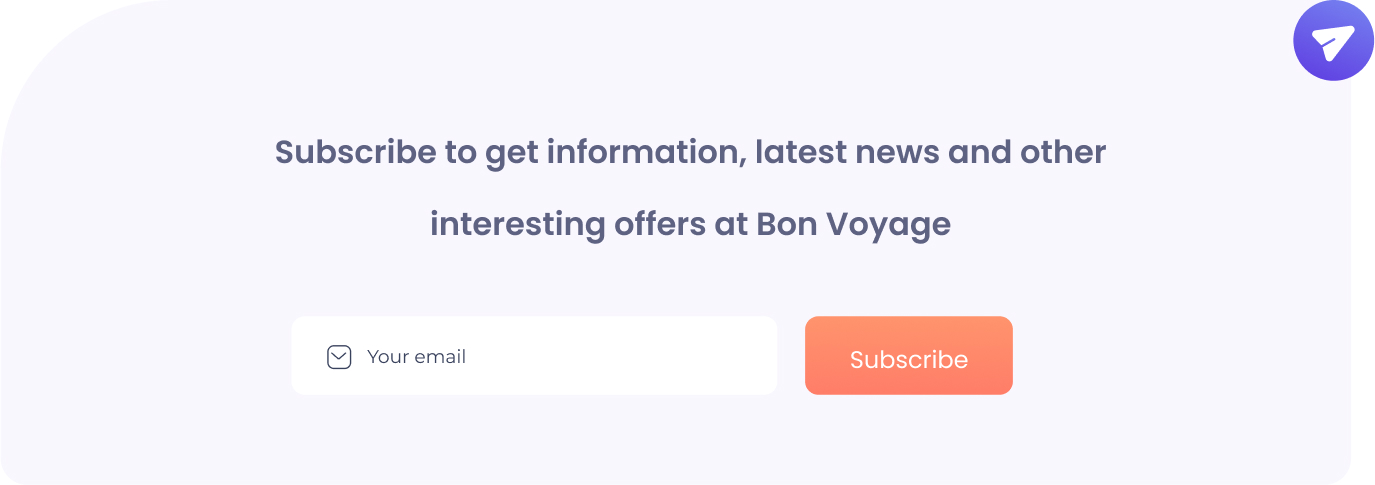 Subscribe to get information, latest news and other
interesting offers at Bon Voyage
Your email
Subscribe